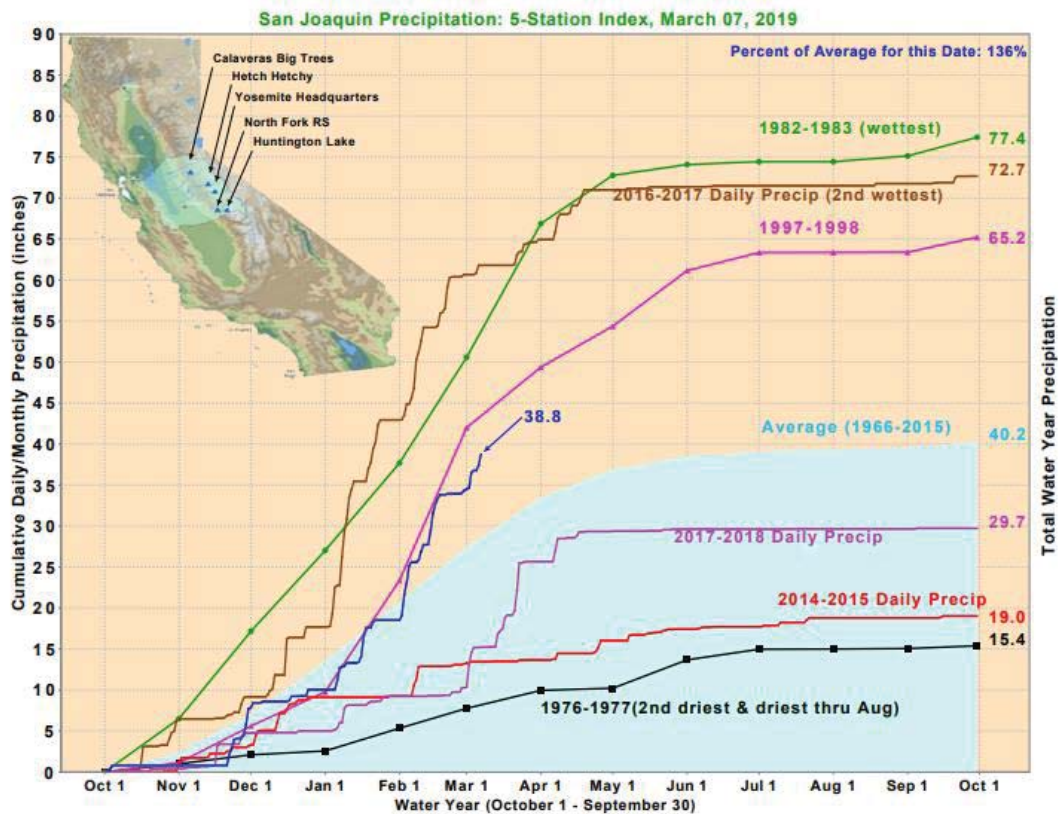 San Joaquin Precipitation: 5-Station Index, March 07, 2019
Percent of Average for this Date: 136%
Calaveras Big Trees
Hetch Hetchy
Yosemite Headquarters
North Fork RS
Huntington Lake
90
85
80
75
70
65
60
55
50
45
40
35
30
25
20
15
10
5
0
Cumulative Daily/Monthly Precipitation (inches)
1982-1983 (wettest)
77.4
72.7
2016-2017 Daily Precip (2nd wettest)
1997-1998
65.2
38.8
Average (1966-2015)
40.2
29.7
2017-2018 Daily Precip
2014-2015 Daily Precip
19.0
15.4
1976-1977(2nd driest & driest thru Aug)
Total Water Year Precipitation
Oct 1 Nov 1 Dec 1 Jan 1 Feb 1 Mar 1 Apr 1 May 1 Jun 1 Jul 1 Aug 1 Sep 1 Oct 1
Water Year (October 1 - September 30)